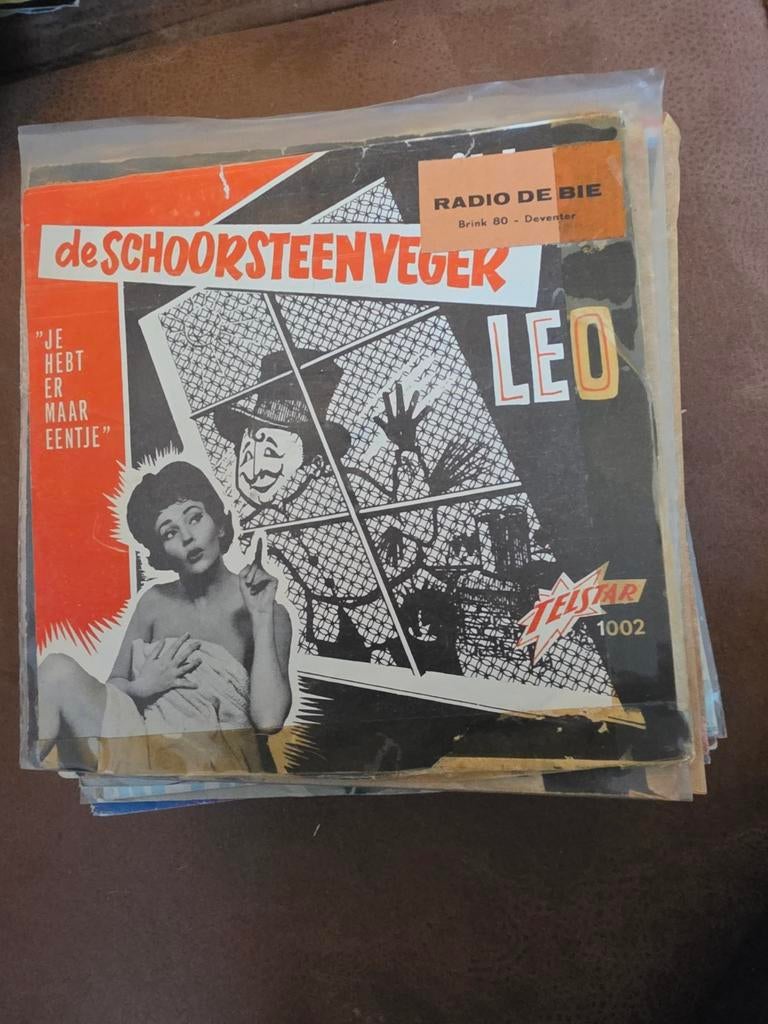 RADIO DE BIE
Brink 80 - Deventer
de SCHOORSTEENVEGER
LEO
"JE
HEBT
ER
MAAR
EENTJE"
TELSTAR
1002